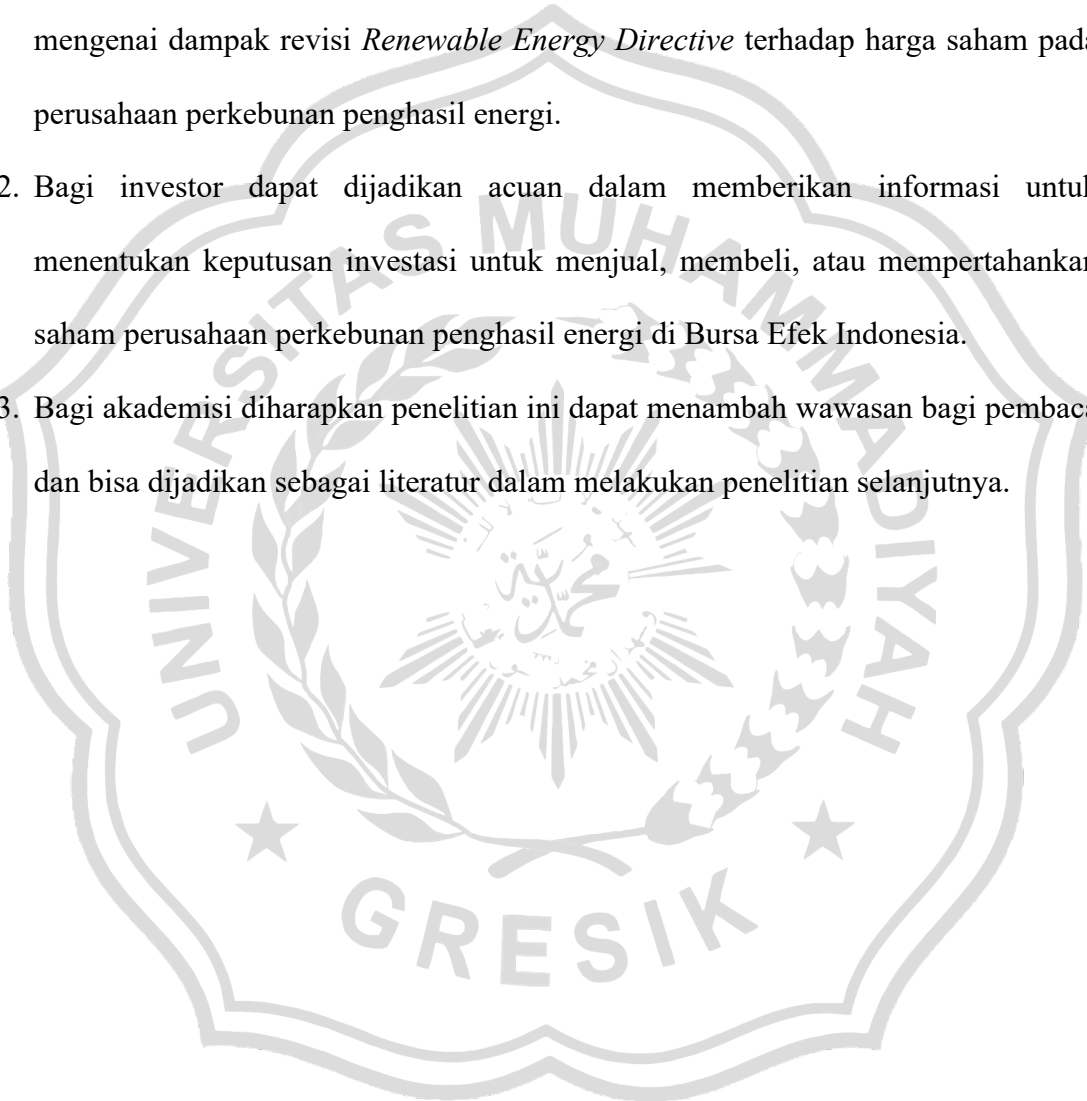 mengenai dampak revisi Renewable Energy Directive terhadap harga saham pada
perusahaan perkebunan penghasil energi.
2. Bagi investor dapat dijadikan acuan dalam memberikan informasi untuk
menentukan keputusan investasi untuk menjual, membeli, atau mempertahankan
saham perusahaan perkebunan penghasil energi di Bursa Efek Indonesia.
3. Bagi akademisi diharapkan penelitian ini dapat menambah wawasan bagi pembaca
dan bisa dijadikan sebagai literatur dalam melakukan penelitian selanjutnya.
UNIVERSITAS MUHAMMADIYAH
محمد
GRESIK